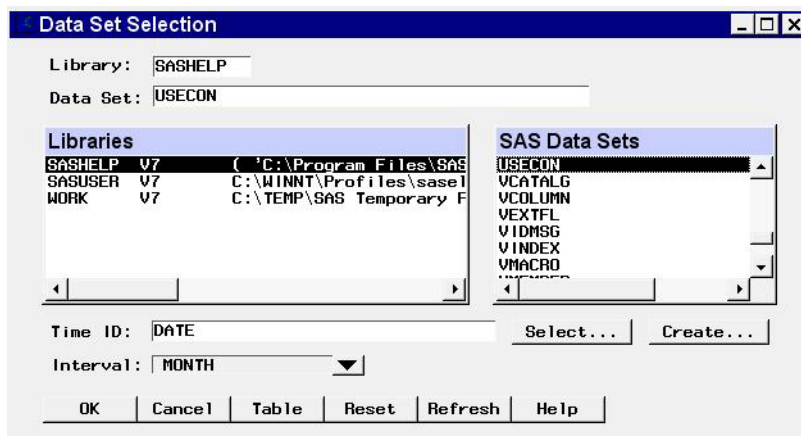 Data Set Selection
Library: SASHELP
Data Set: USECON
Libraries
SASHELP V7 ( 'C:\Program Files\SAS
SASUSER V7 C:\WINNT\Profiles\sasel
WORK V7 C:\TEMP\SAS Temporary F
SAS Data Sets
USECON
VCATALG
VCOLUMN
VEXTFL
VIDMSG
VINDEX
VMACRO
Time ID: DATE Select... Create...
Interval: MONTH
OK Cancel Table Reset Refresh Help